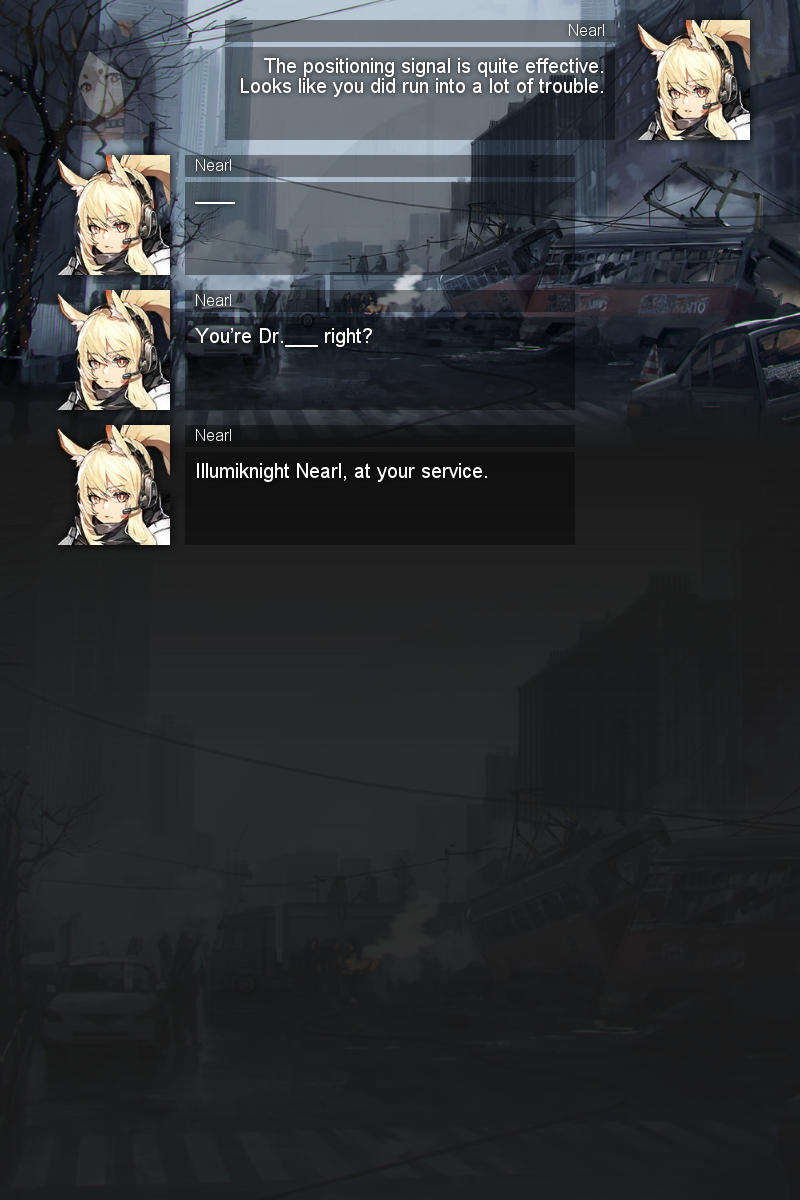 Nearl
The positioning signal is quite effective.
Looks like you did run into a lot of trouble.
Nearl
____
Nearl
You're Dr.___ right?
Nearl
Illumiknight Nearl, at your service.